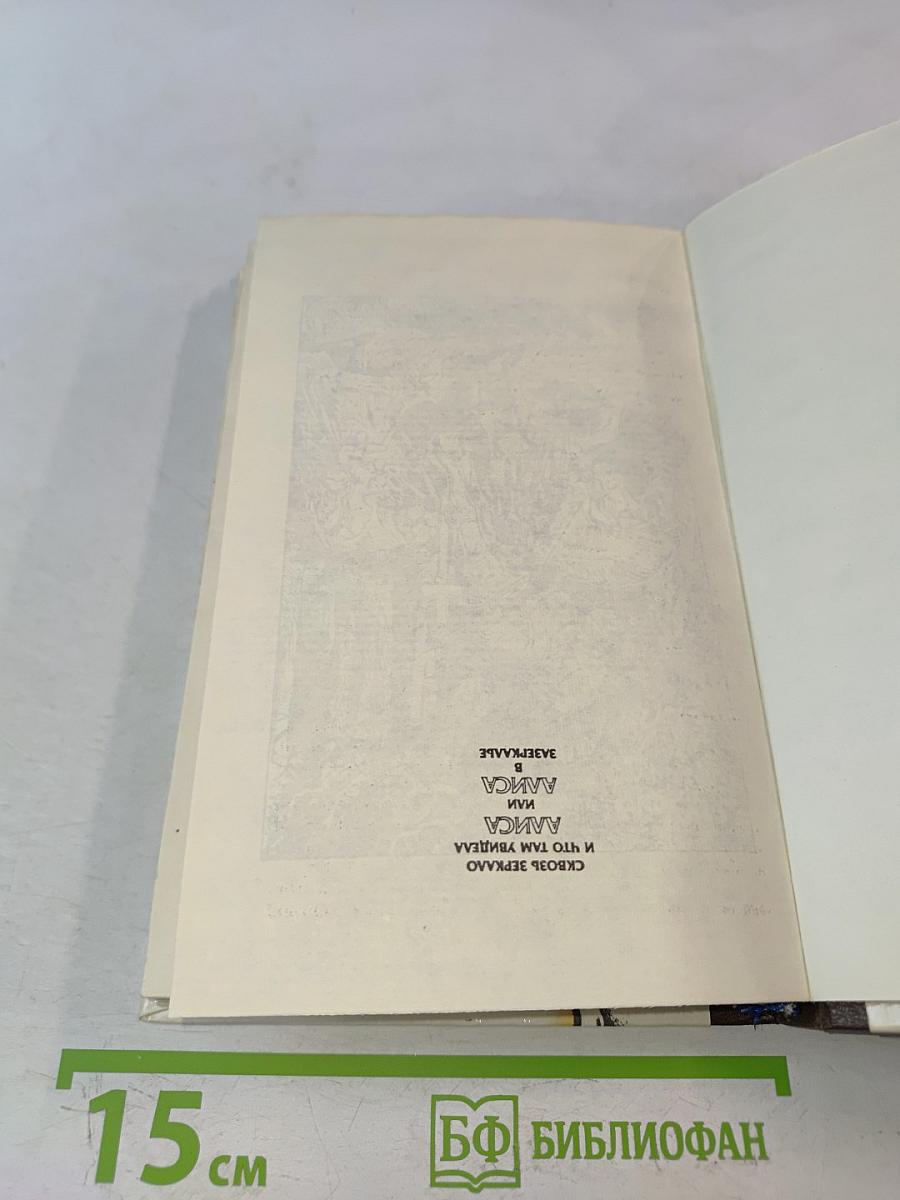 СКВОЗЬ ЗЕРКАЛО
И ЧТО ТАМ УВИДЕЛА
АЛИСА
ИЛИ
АЛИСА
В
ЗАЗЕРКАЛЬЕ
15 см
БФ БИБЛИОФАН